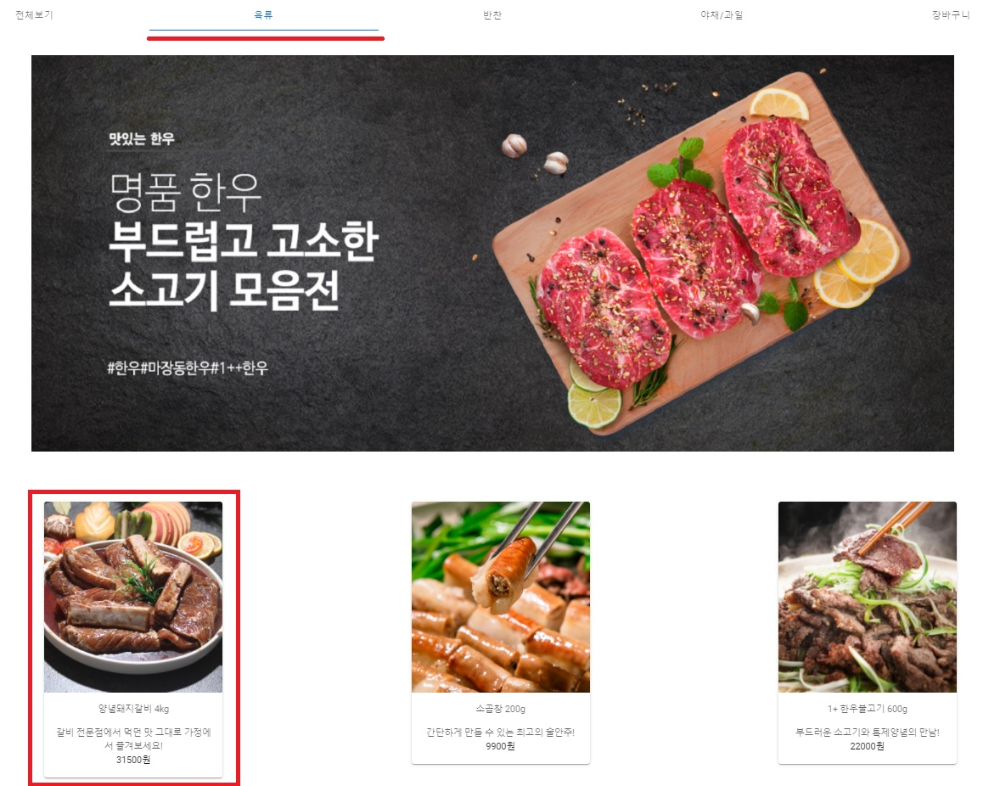 전체보기
육류
반찬
야채/과일
장바구니
맛있는 한우
명품 한우
부드럽고 고소한
소고기 모음전
#한우#마장동한우#1++한우
양념돼지갈비 4kg
갈비 전문점에서 먹던 맛 그대로 가정에
서 즐겨보세요!
31500원
소곱창 200g
간단하게 만들 수 있는 최고의 술안주!
9900원
1+ 한우불고기 600g
부드러운 소고기와 특제양념의 만남!
22000원